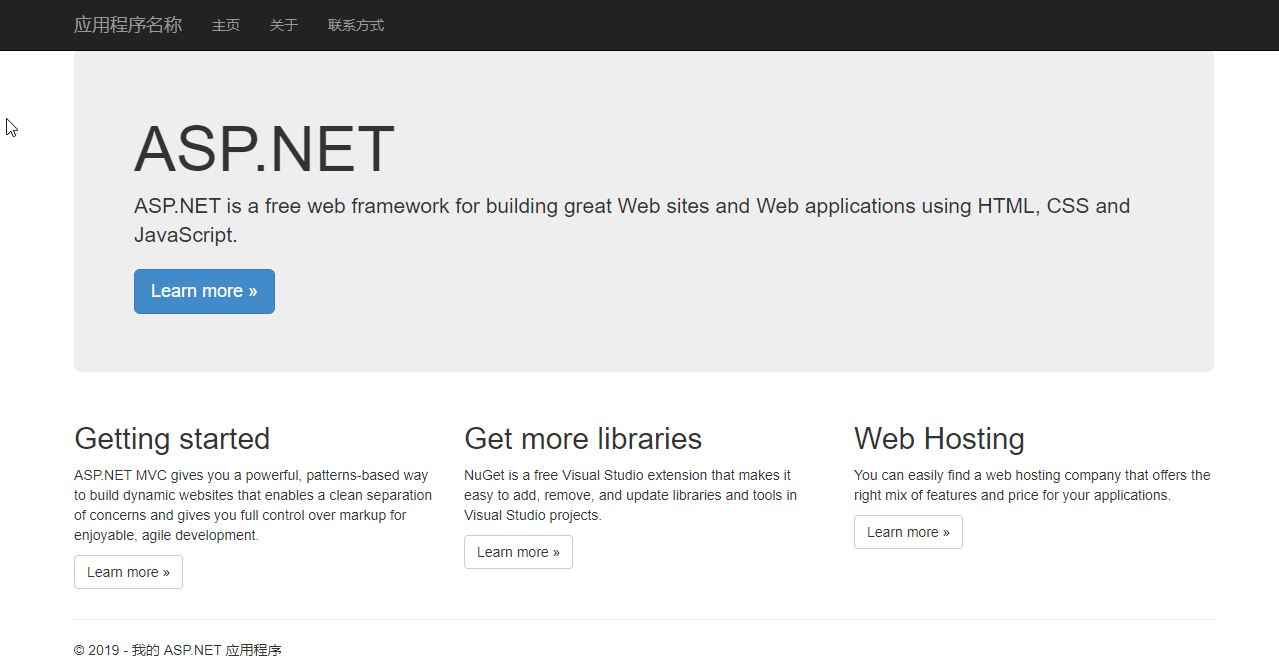 应用程序名称 主页 关于 联系方式
ASP.NET
ASP.NET is a free web framework for building great Web sites and Web applications using HTML, CSS and
JavaScript.
Learn more »
Getting started
ASP.NET MVC gives you a powerful, patterns-based way
to build dynamic websites that enables a clean separation
of concerns and gives you full control over markup for
enjoyable, agile development.
Learn more »
Get more libraries
NuGet is a free Visual Studio extension that makes it
easy to add, remove, and update libraries and tools in
Visual Studio projects.
Learn more »
Web Hosting
You can easily find a web hosting company that offers the
right mix of features and price for your applications.
Learn more »
© 2019 - 我的 ASP.NET 应用程序